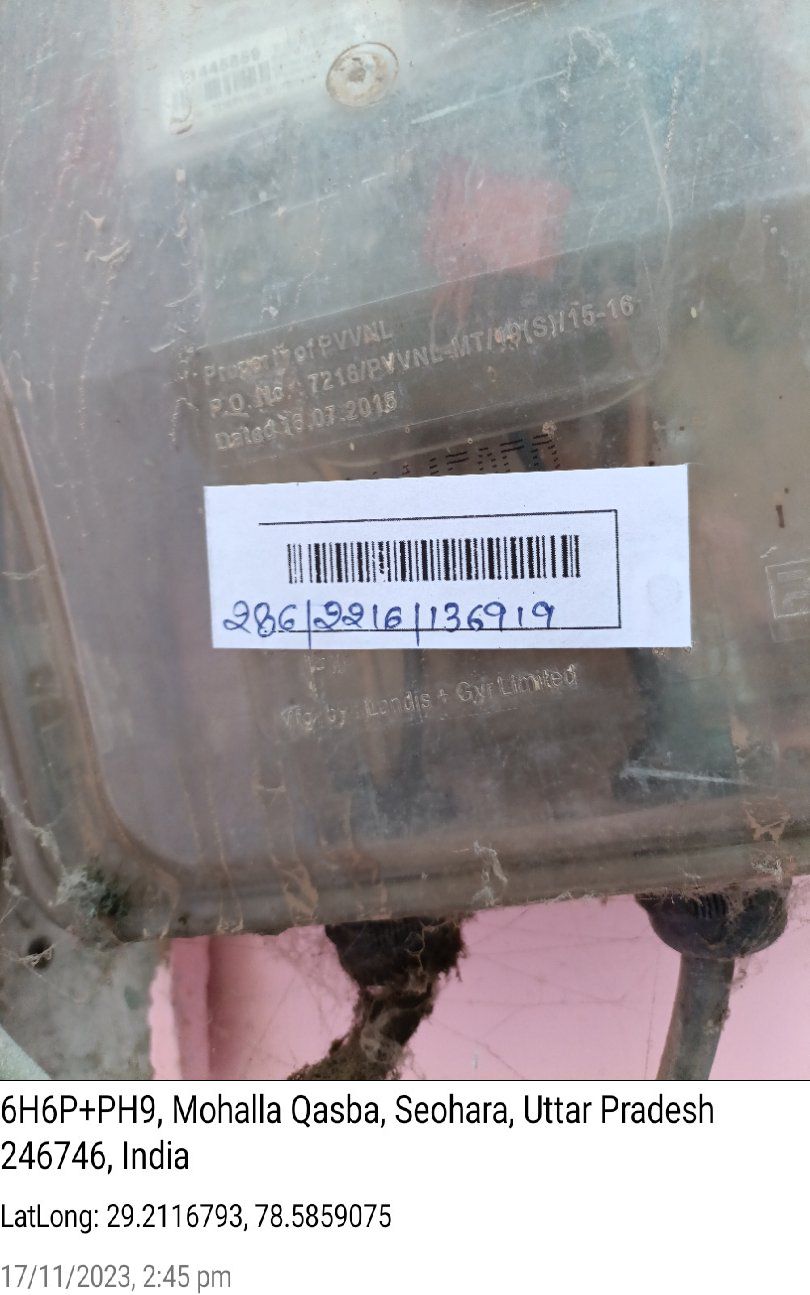 Property of PVVNL
P.O. No.: 7216/PVVNL-MT/09(S)/15-16
Dated 07.2015
286/2216/136919
Mfg. by : Landis + Gyr Limited
6H6P+PH9, Mohalla Qasba, Seohara, Uttar Pradesh
246746, India
LatLong: 29.2116793, 78.5859075
17/11/2023, 2:45 pm